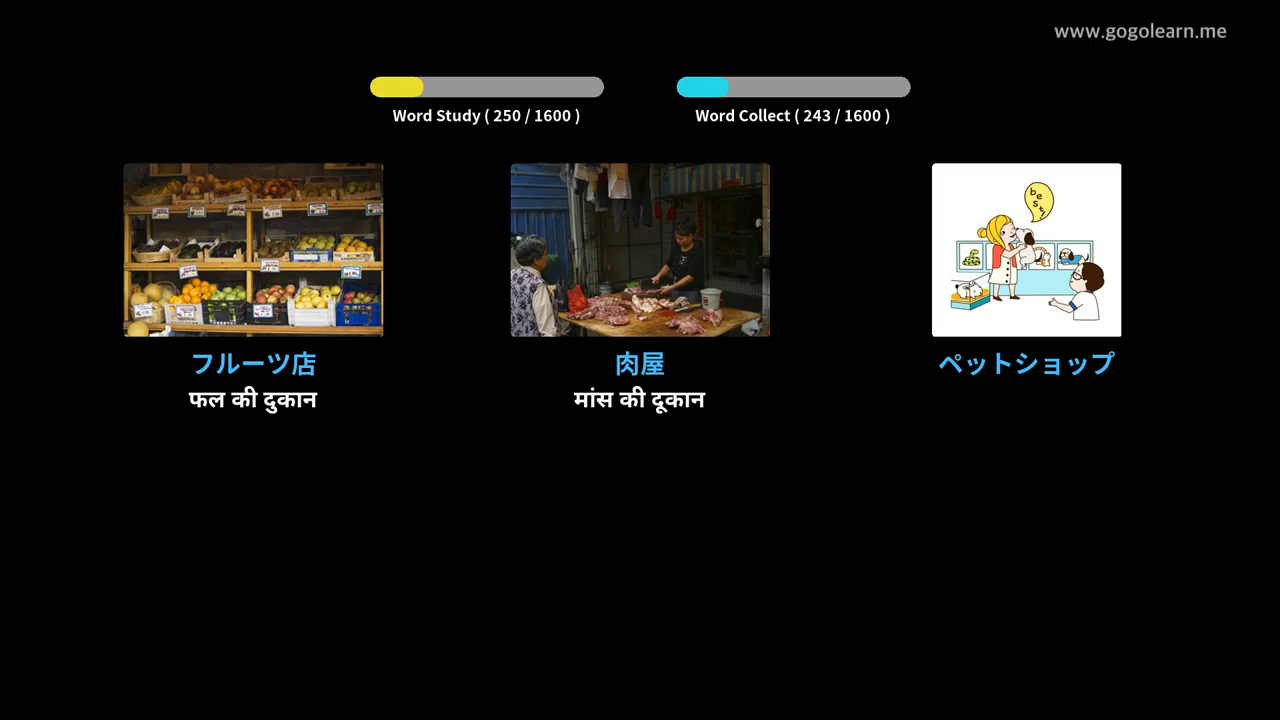 www.gogolearn.me
Word Study ( 250 / 1600 )
Word Collect ( 243 / 1600 )
best
フルーツ店
肉屋
ペットショップ
फल की दुकान
मांस की दूकान